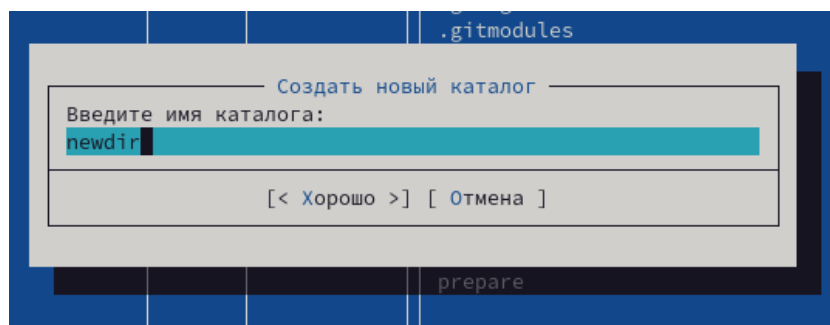 .gitmodules
Создать новый каталог
Введите имя каталога:
newdir
[< Хорошо >] [ Отмена ]
prepare